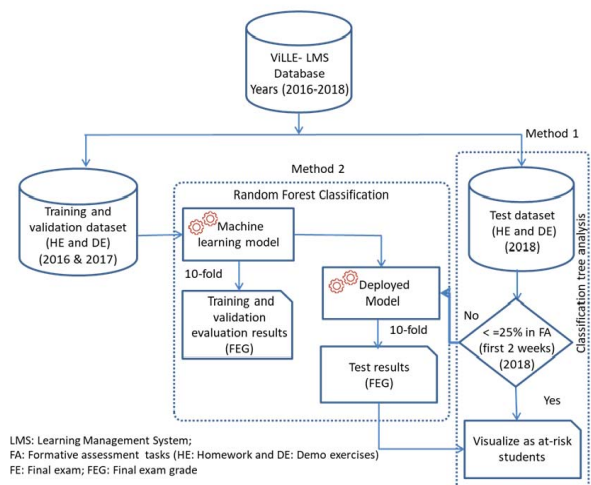 ViLLE- LMS
Database
Years (2016-2018)
Method 1
Training and
validation dataset
(HE and DE)
(2016 & 2017)
Method 2
Random Forest Classification
Machine
learning model
10-fold
Training and
validation
evaluation results
(FEG)
Deployed
Model
10-fold
Test results
(FEG)
Test dataset
(HE and DE)
(2018)
Classification tree analysis
No
< =25% in FA
(first 2 weeks)
(2018)
Yes
Visualize as at-risk
students
LMS: Learning Management System;
FA: Formative assessment tasks (HE: Homework and DE: Demo exercises)
FE: Final exam; FEG: Final exam grade